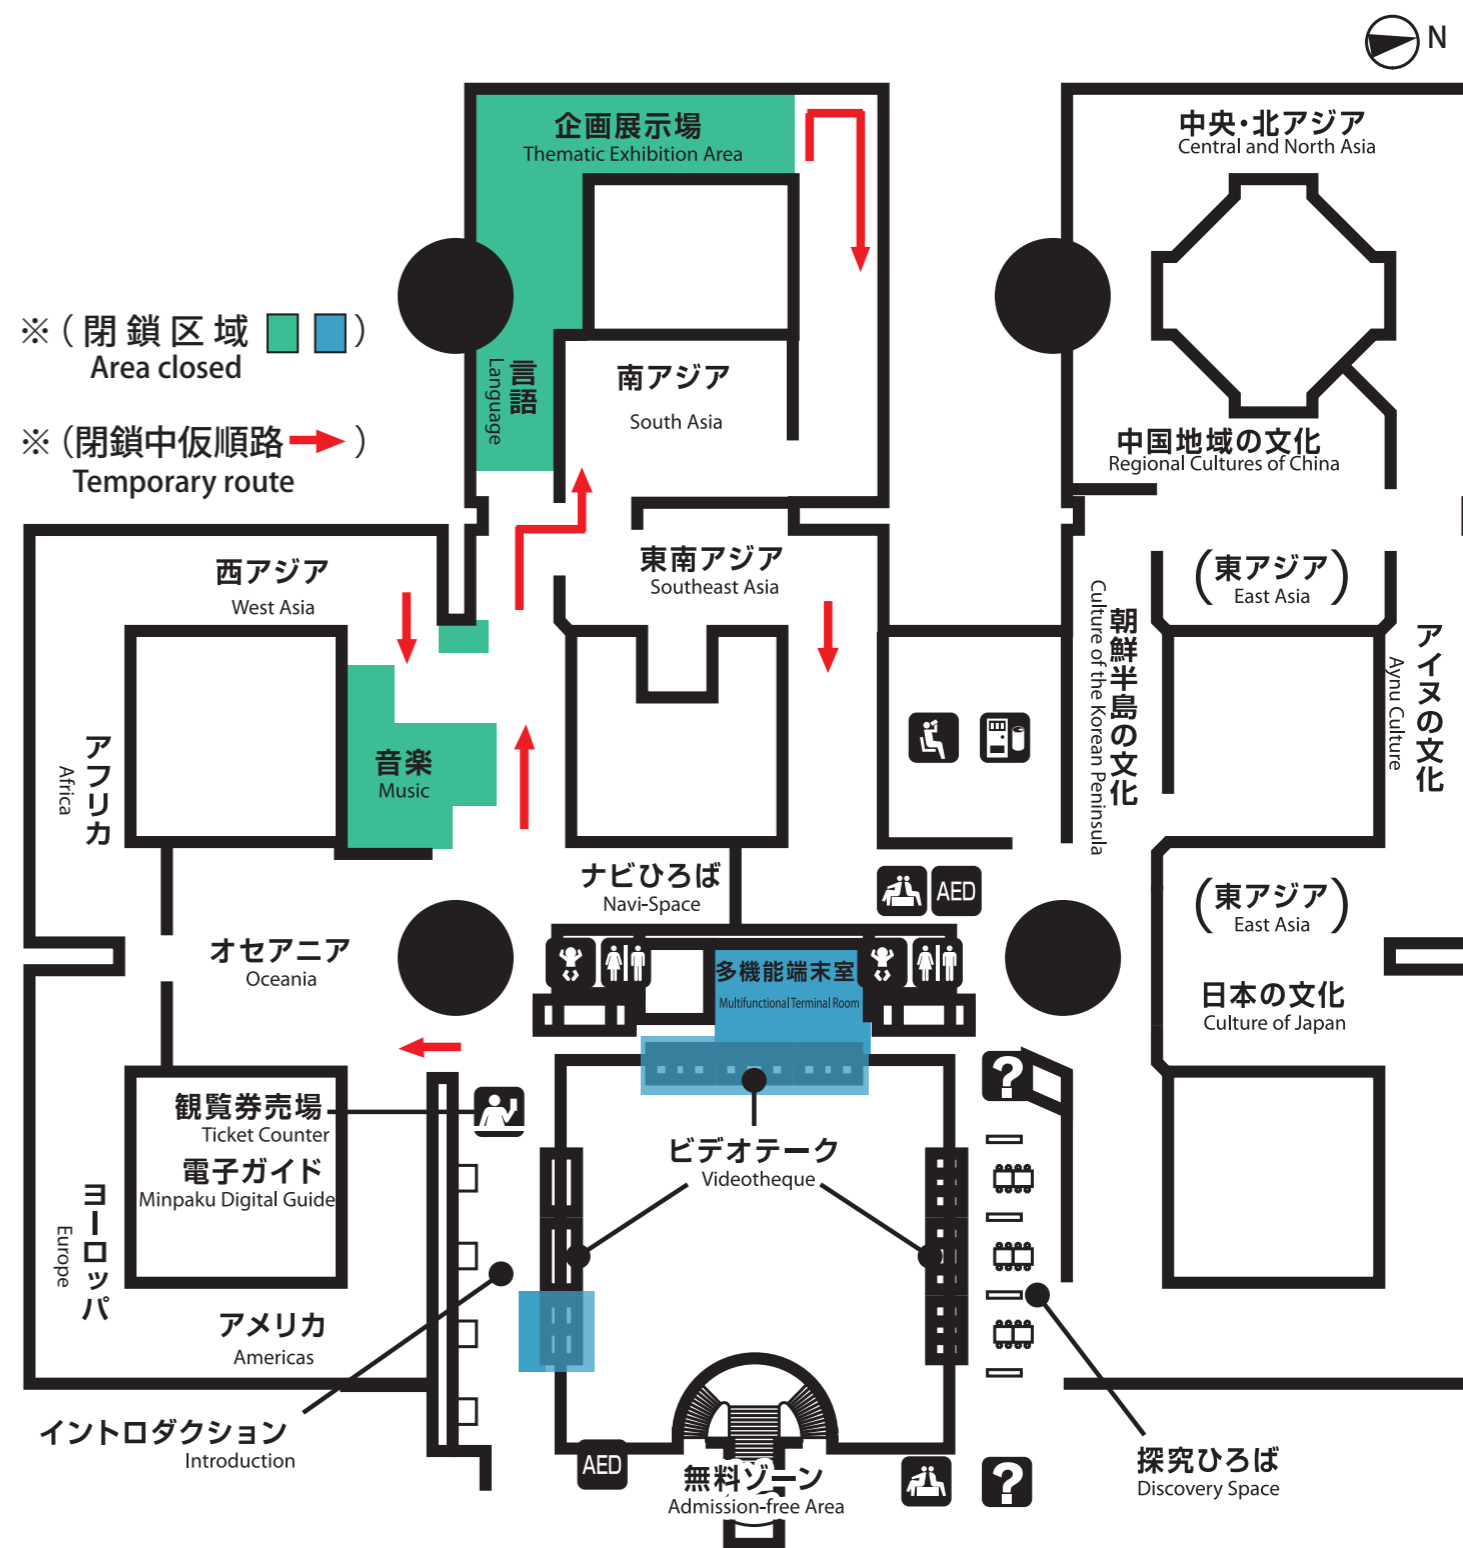 N
企画展示場
Thematic Exhibition Area
中央・北アジア
Central and North Asia
※（閉鎖区域　　）
Area closed
※（閉鎖中仮順路　）
Temporary route
言語
Language
南アジア
South Asia
中国地域の文化
Regional Cultures of China
西アジア
West Asia
東南アジア
Southeast Asia
（東アジア）
East Asia
朝鮮半島の文化
Culture of the Korean Peninsula
アイヌの文化
Aynu Culture
アフリカ
Africa
音楽
Music
ナビひろば
Navi-Space
AED
（東アジア）
East Asia
オセアニア
Oceania
多機能端末室
Multifunctional Terminal Room
日本の文化
Culture of Japan
?
観覧券売場
Ticket Counter
電子ガイド
Minpaku Digital Guide
ビデオテーク
Videotheque
ヨーロッパ
Europe
アメリカ
Americas
イントロダクション
Introduction
AED
無料ゾーン
Admission-free Area
?
探究ひろば
Discovery Space